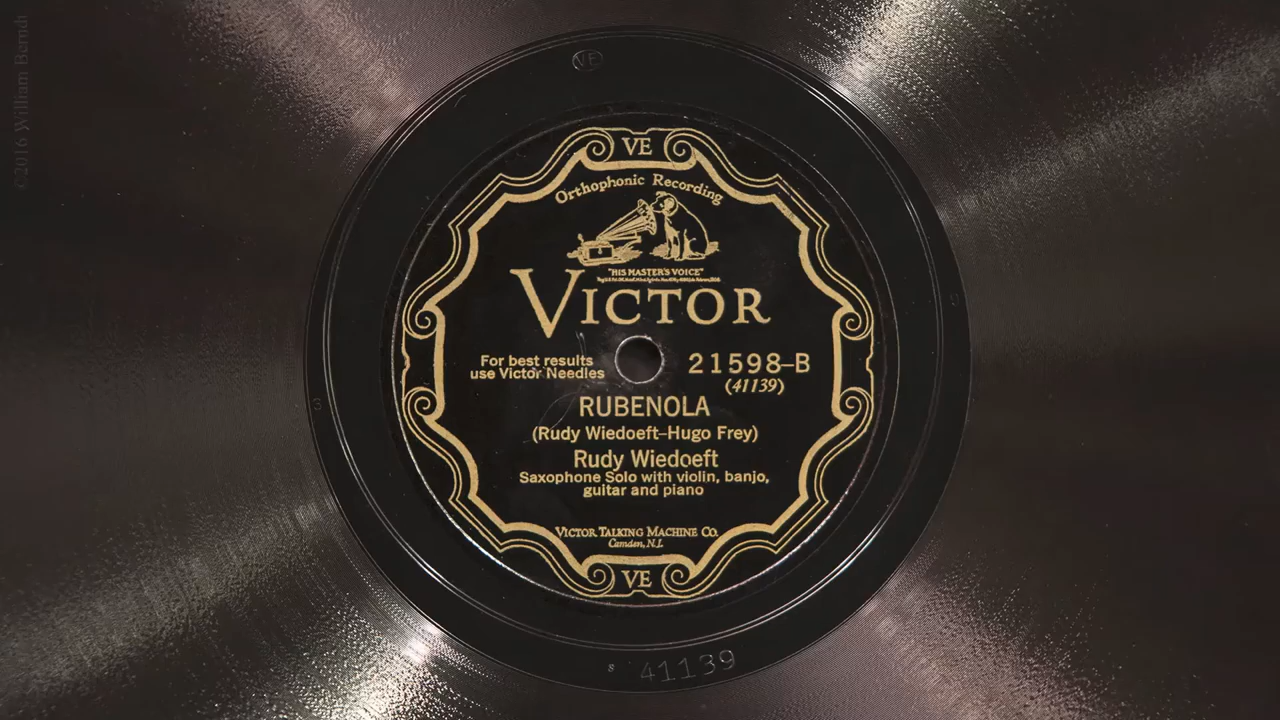 ©2016 William Berndt
VE
VE
Orthophonic Recording
"HIS MASTER'S VOICE"
VICTOR
For best results
use Victor Needles
21598–B
(41139)
RUBENOLA
(Rudy Wiedoeft–Hugo Frey)
Rudy Wiedoeft
Saxophone Solo with violin, banjo,
guitar and piano
VICTOR TALKING MACHINE CO.
Camden, N.J.
VE
S
s 41139